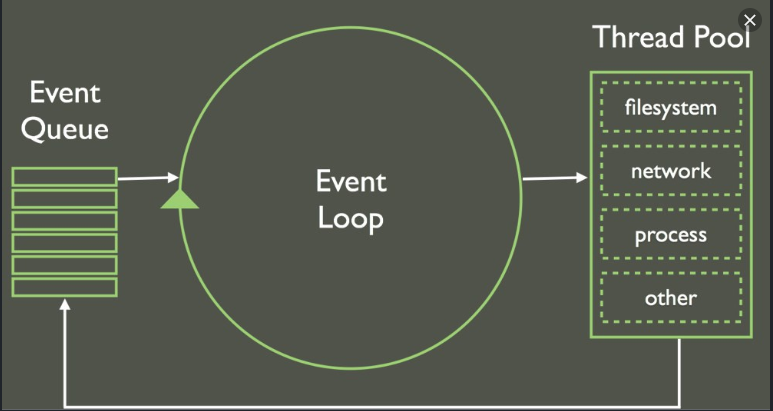 Thread Pool
Event
Queue
Event
Loop
filesystem
network
process
other